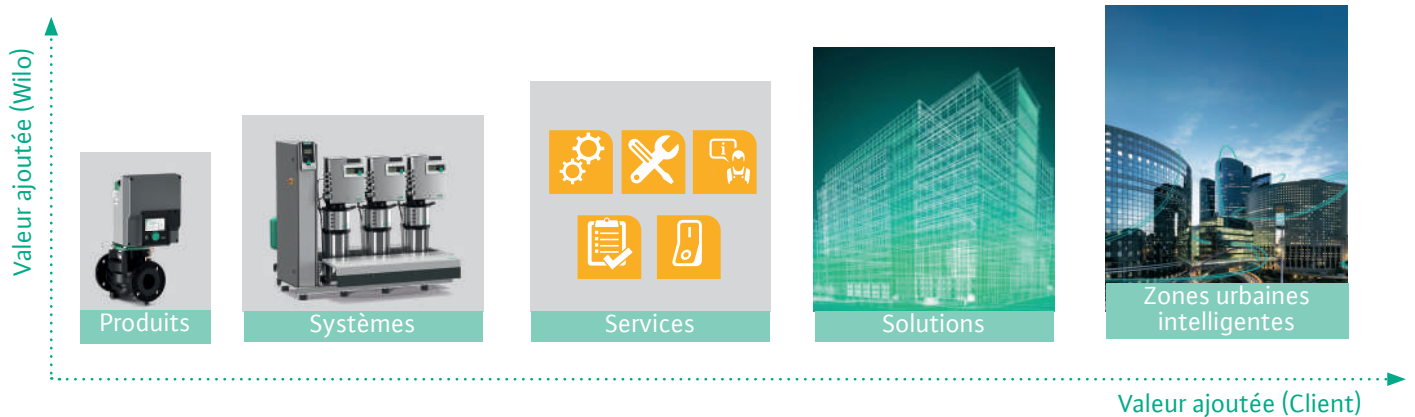 Valeur ajoutée (Wilo)
Produits
Systèmes
i
Services
Solutions
Zones urbaines
intelligentes
Valeur ajoutée (Client)